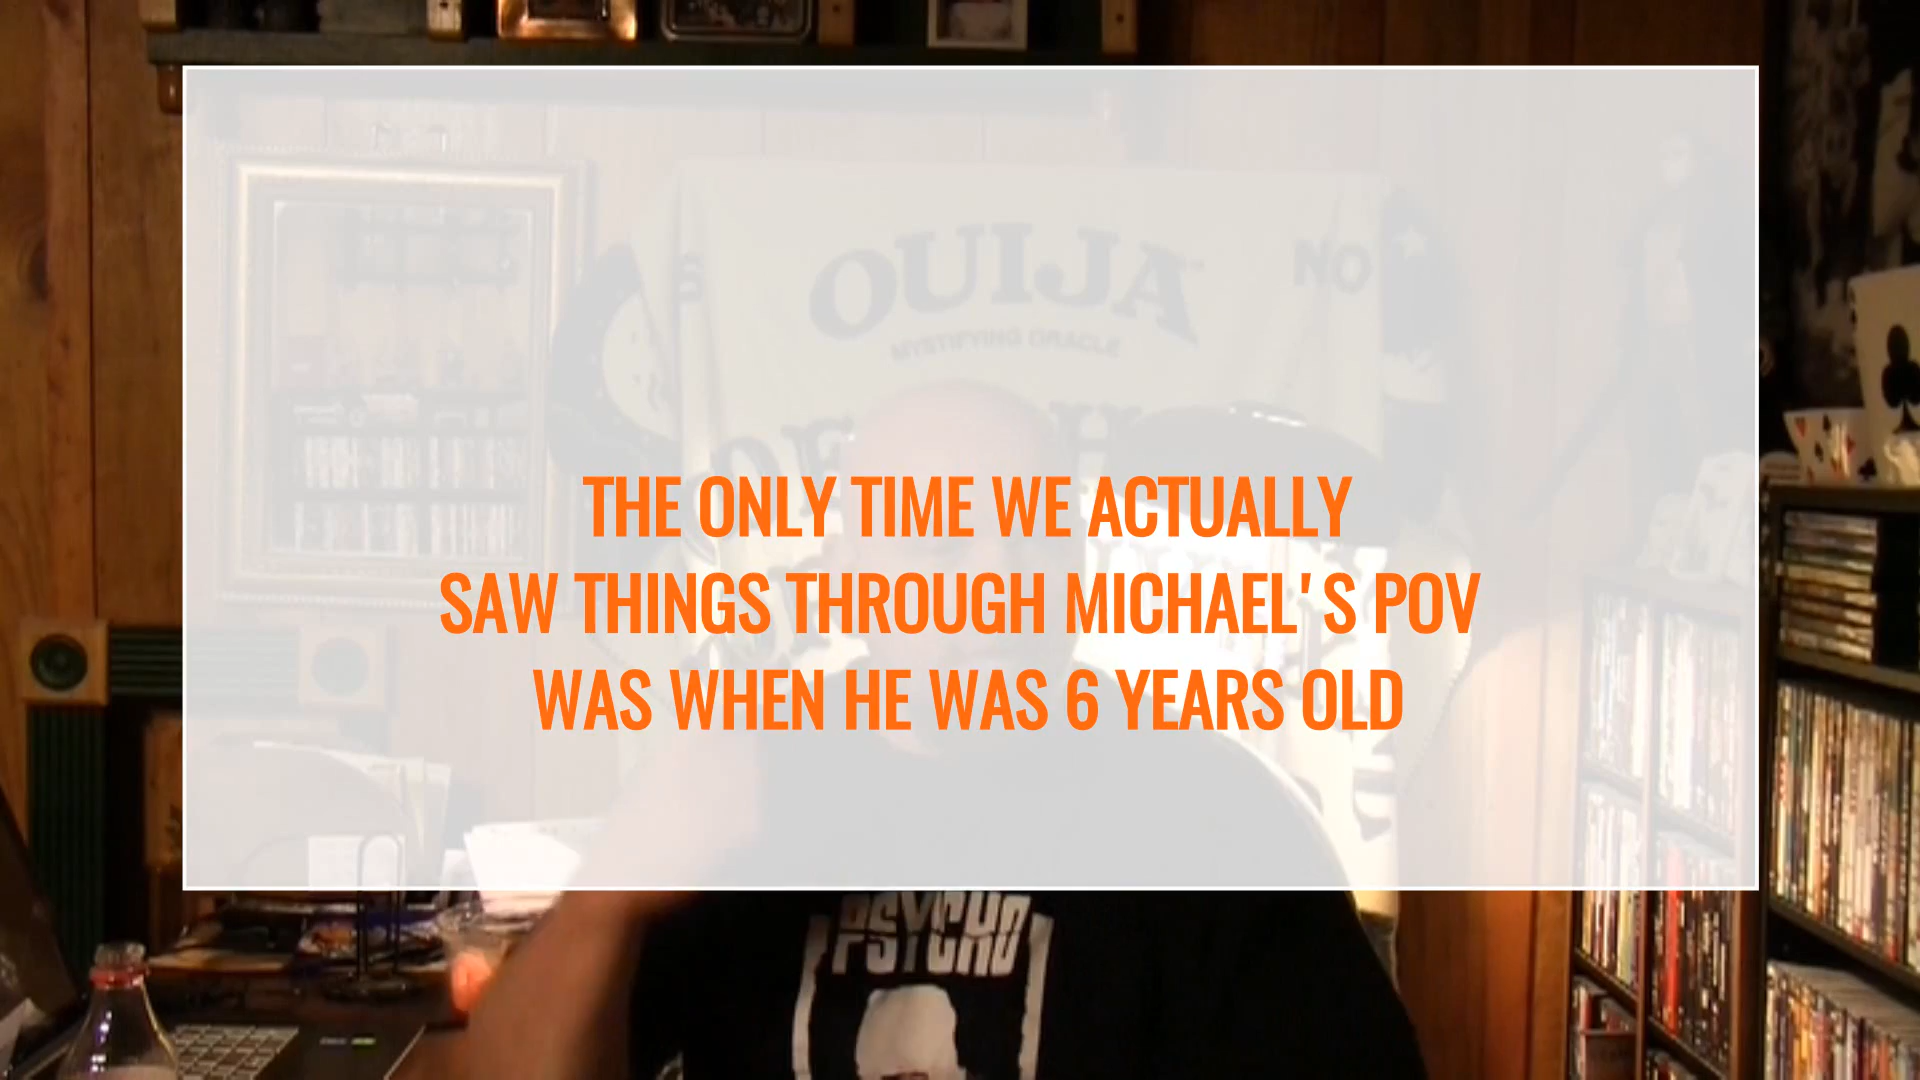 OUIJA
NO
MYSTIFYING ORACLE
THE ONLY TIME WE ACTUALLY
SAW THINGS THROUGH MICHAEL'S POV
WAS WHEN HE WAS 6 YEARS OLD
PSYCHO